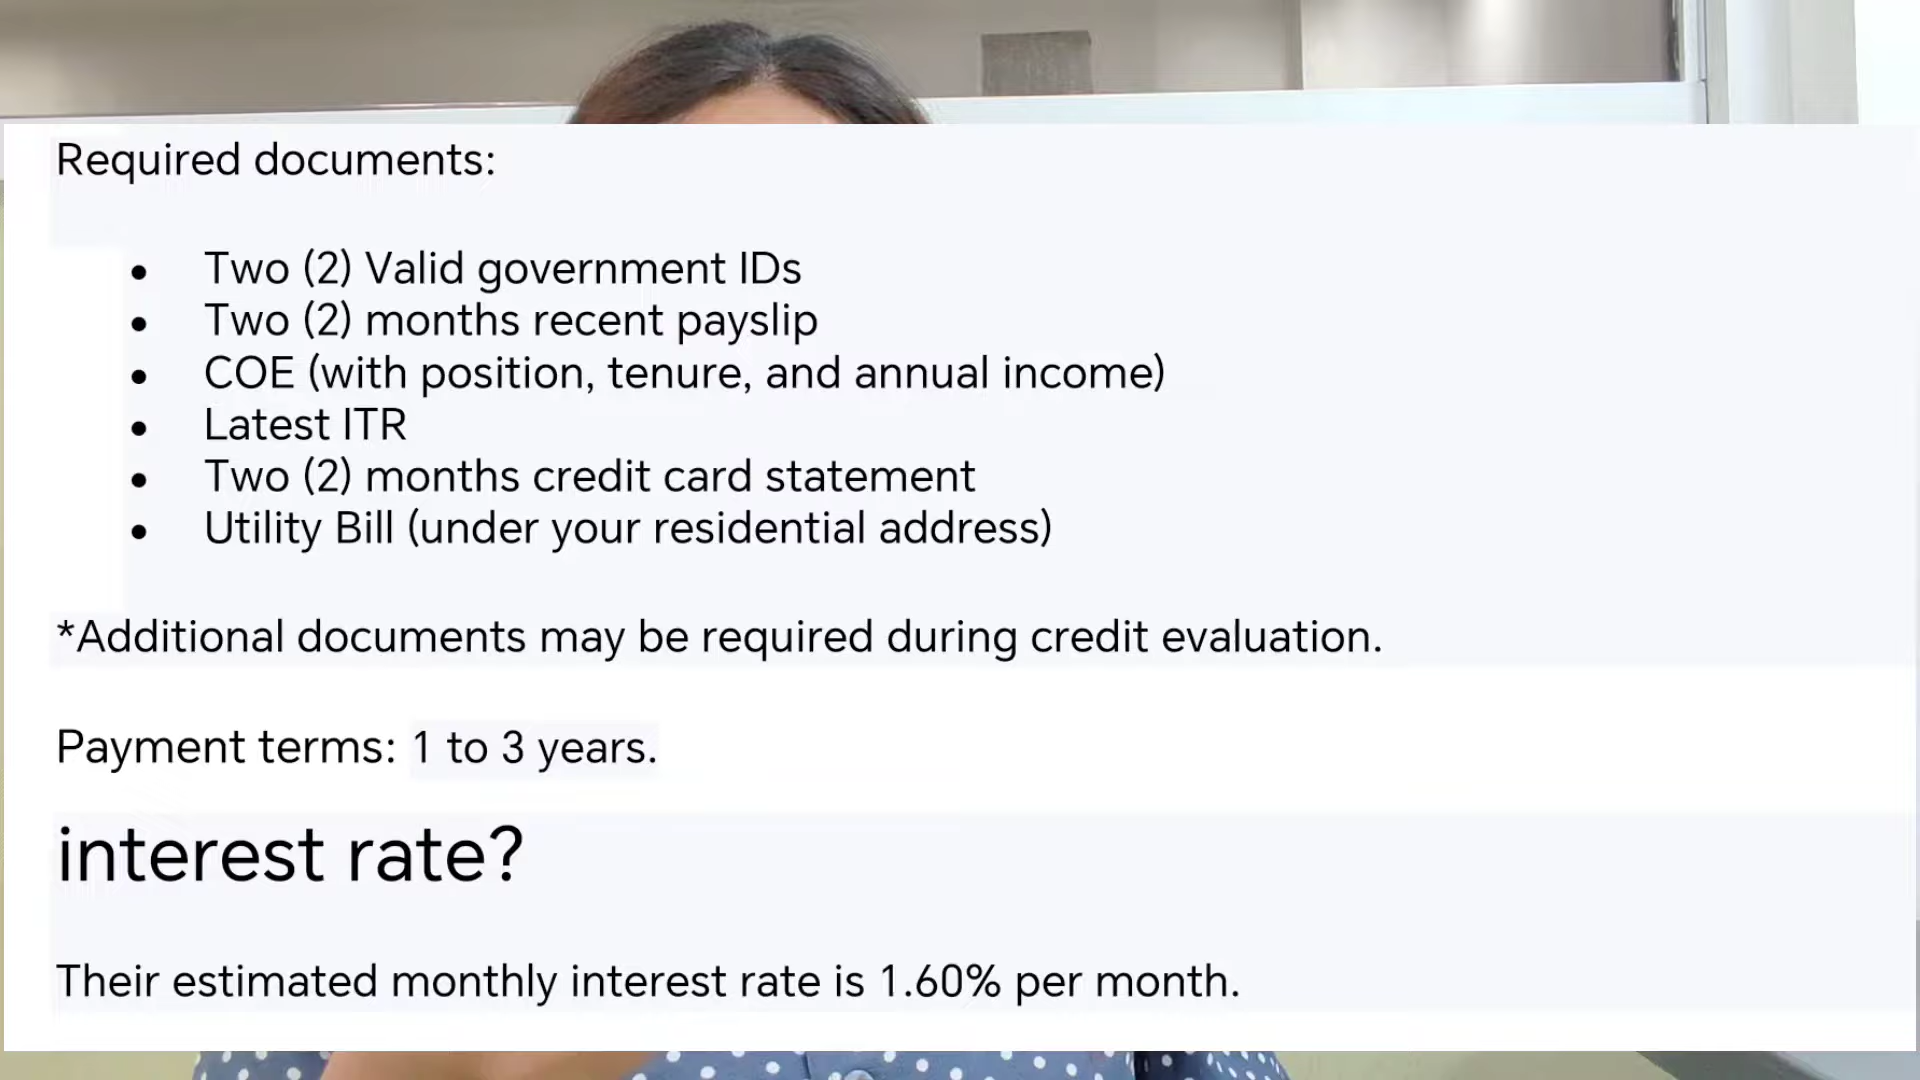 Required documents:
• Two (2) Valid government IDs
• Two (2) months recent payslip
• COE (with position, tenure, and annual income)
• Latest ITR
• Two (2) months credit card statement
• Utility Bill (under your residential address)
*Additional documents may be required during credit evaluation.
Payment terms: 1 to 3 years.
interest rate?
Their estimated monthly interest rate is 1.60% per month.